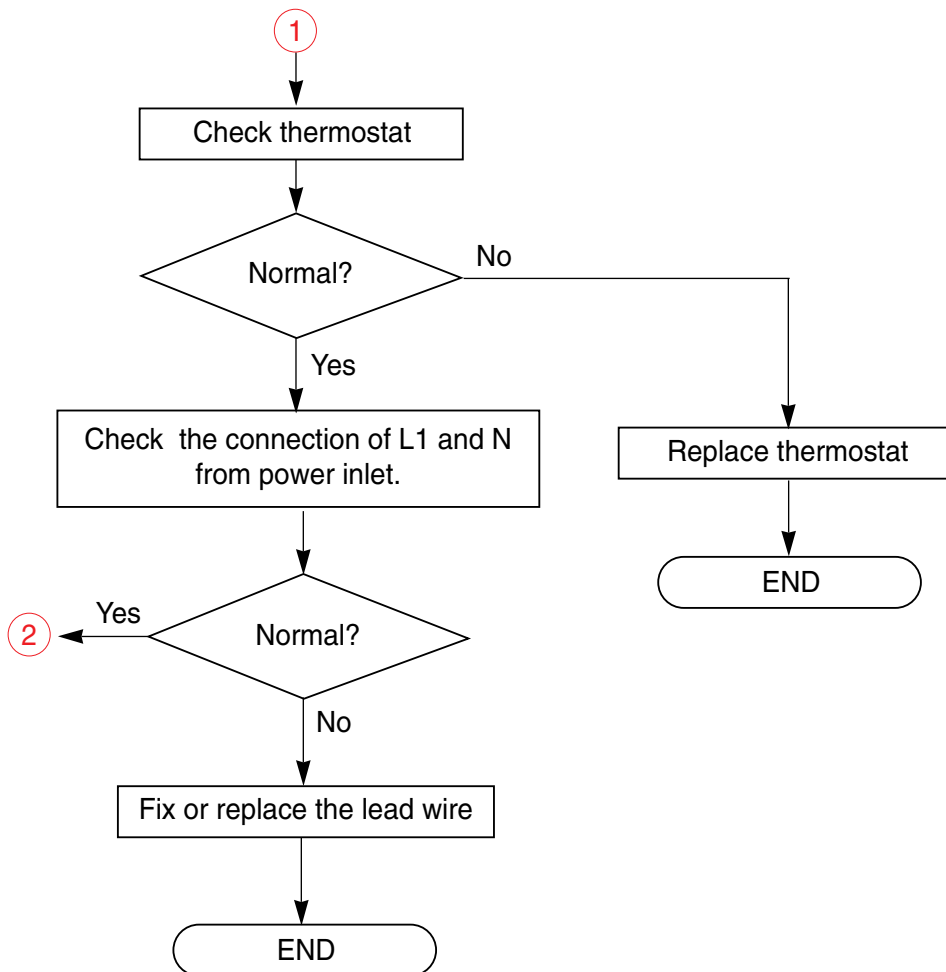 1
Check thermostat
Normal?
No
Yes
Check the connection of L1 and N
from power inlet.
Replace thermostat
END
Yes
2
Normal?
No
Fix or replace the lead wire
END